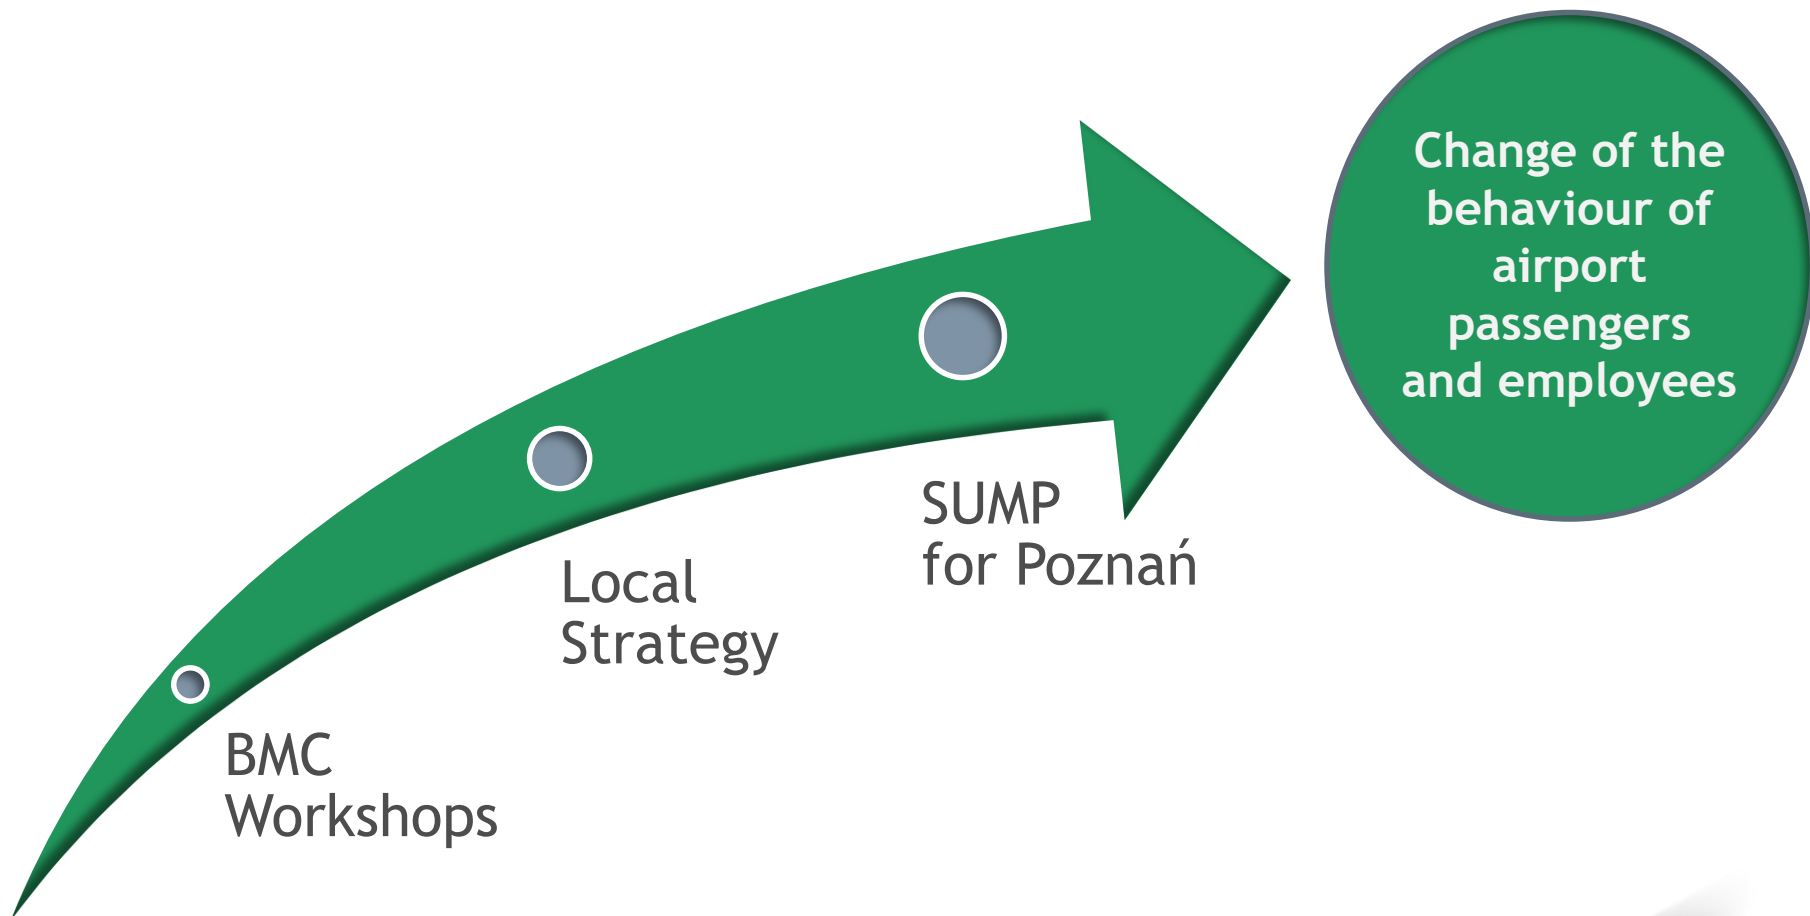 BMC
Workshops
Local
Strategy
SUMP
for Poznań
Change of the
behaviour of
airport
passengers
and employees